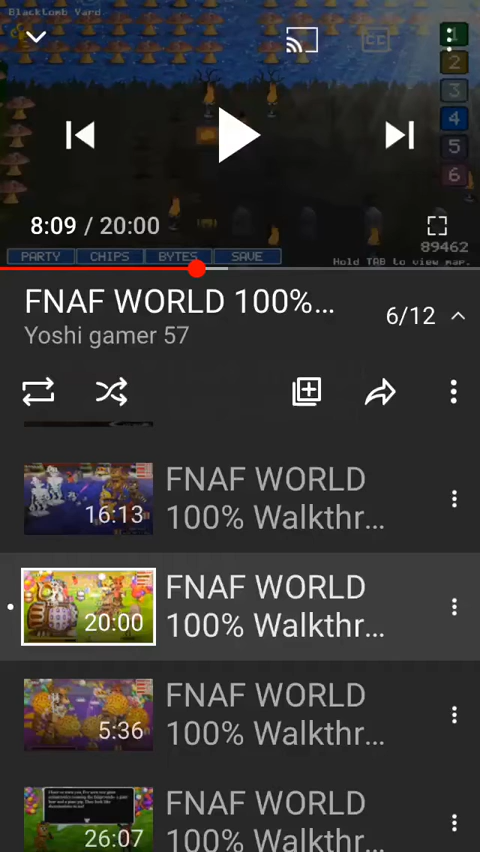 Blacktomb Yard
CC
1
2
3
4
5
6
8:09 / 20:00
89462
PARTY CHIPS BYTES SAVE
Hold TAB to view map.
FNAF WORLD 100%...
Yoshi gamer 57
6/12
FNAF WORLD
100% Walkthr...
16:13
FNAF WORLD
100% Walkthr...
20:00
FNAF WORLD
100% Walkthr...
5:36
FNAF WORLD
100% Walkthr...
26:07